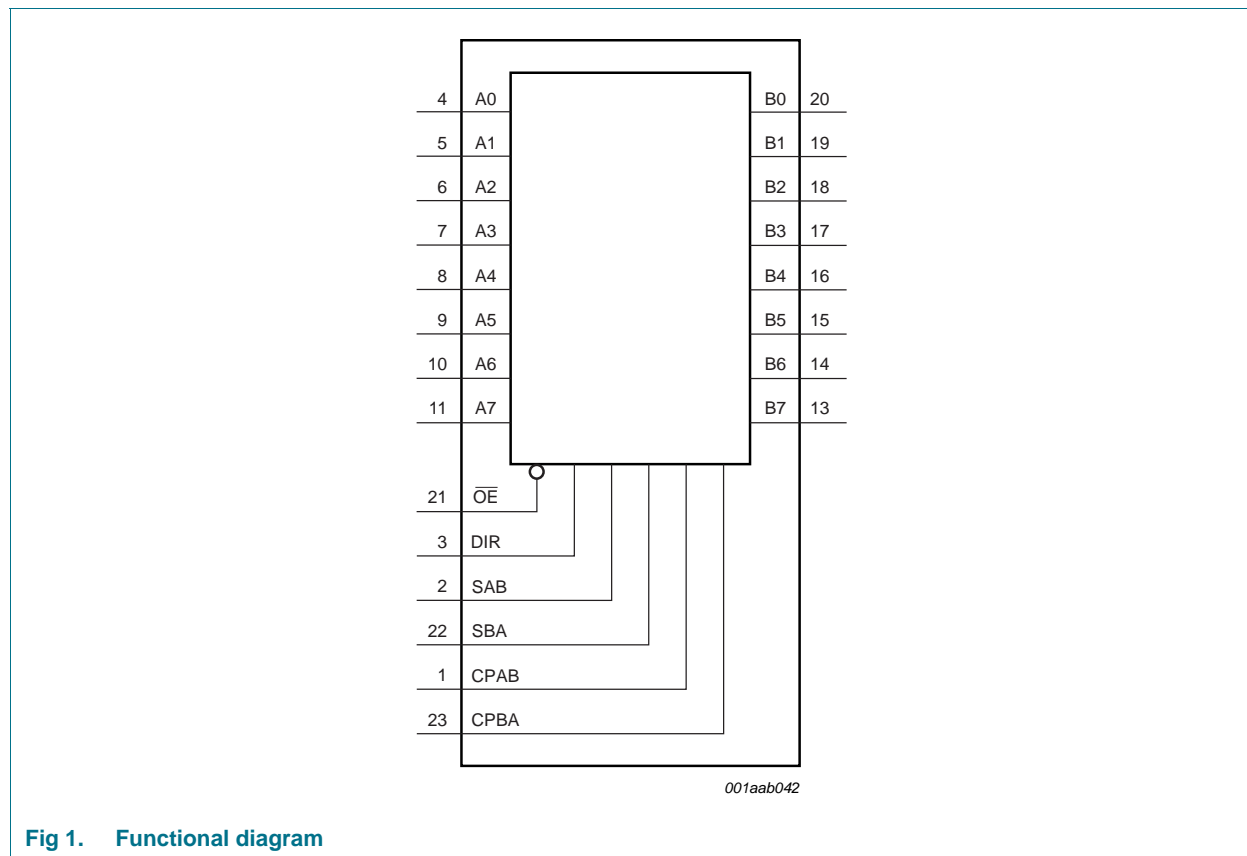 4 A0 B0 20
5 A1 B1 19
6 A2 B2 18
7 A3 B3 17
8 A4 B4 16
9 A5 B5 15
10 A6 B6 14
11 A7 B7 13
21 O̅E̅
3 DIR
2 SAB
22 SBA
1 CPAB
23 CPBA
001aab042
Fig 1. Functional diagram